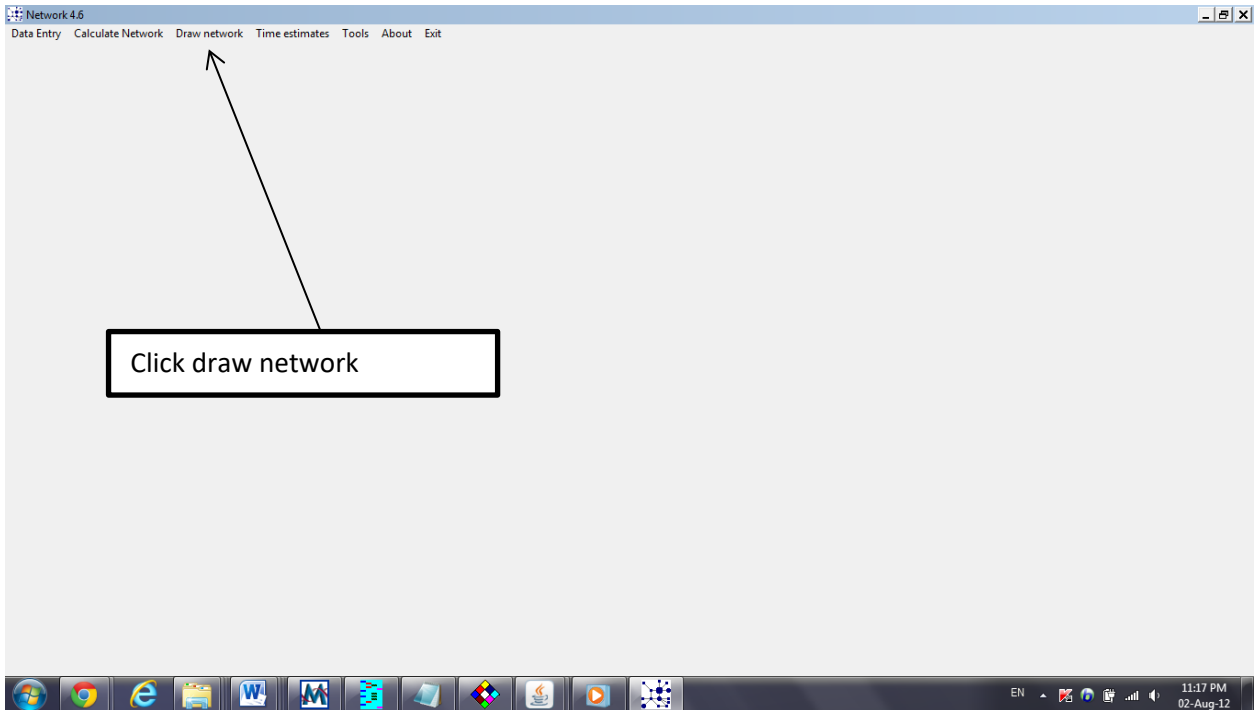 Network 4.6
Data Entry Calculate Network Draw network Time estimates Tools About Exit
Click draw network
EN 11:17 PM
02-Aug-12